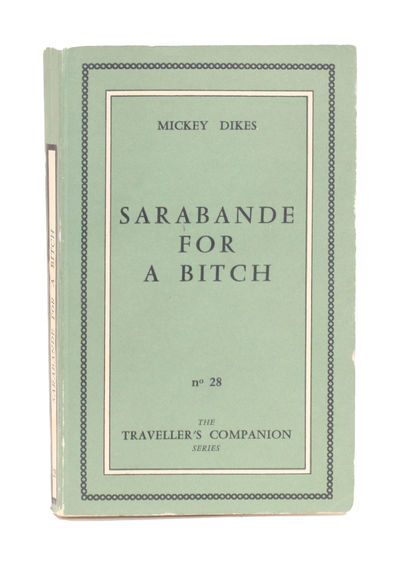 MICKEY DIKES
SARABANDE
FOR
A BITCH
nº 28
THE
TRAVELLER'S COMPANION
SERIES
SARABANDE FOR A BITCH